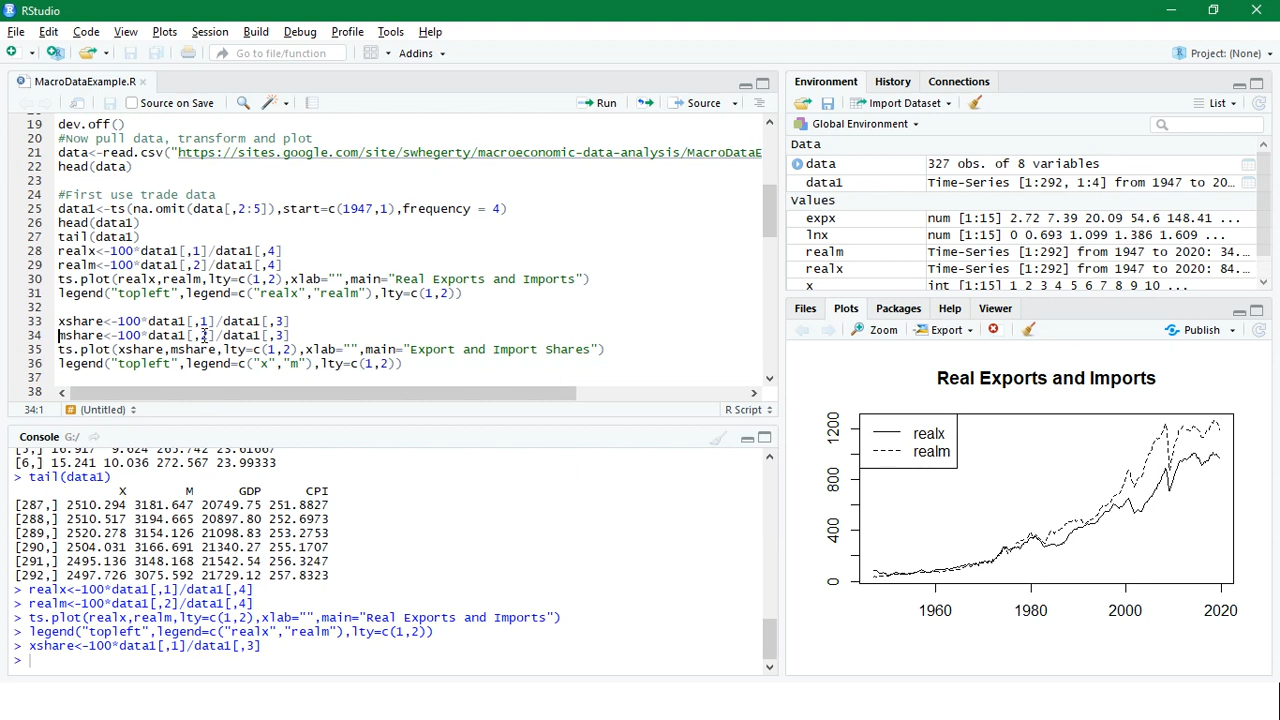 RStudio
File Edit Code View Plots Session Build Debug Profile Tools Help
Go to file/function Addins Project: (None)
MacroDataExample.R
Source on Save Run Source
19 dev.off()
20 #Now pull data, transform and plot
21 data<-read.csv("https://sites.google.com/site/swhegerty/macroeconomic-data-analysis/MacroDataE
22 head(data)
23
24 #First use trade data
25 data1<-ts(na.omit(data[,2:5]),start=c(1947,1),frequency = 4)
26 head(data1)
27 tail(data1)
28 realx<-100*data1[,1]/data1[,4]
29 realm<-100*data1[,2]/data1[,4]
30 ts.plot(realx,realm,lty=c(1,2),xlab="",main="Real Exports and Imports")
31 legend("topleft",legend=c("realx","realm"),lty=c(1,2))
32
33 xshare<-100*data1[,1]/data1[,3]
34 mshare<-100*data1[,2]/data1[,3]
35 ts.plot(xshare,mshare,lty=c(1,2),xlab="",main="Export and Import Shares")
36 legend("topleft",legend=c("x","m"),lty=c(1,2))
37
38
34:1 (Untitled) R Script
Console G:/
[6,] 15.241 10.036 272.567 23.99333
> tail(data1)
X M GDP CPI
[287,] 2510.294 3181.647 20749.75 251.8827
[288,] 2510.517 3194.665 20897.80 252.6973
[289,] 2520.278 3154.126 21098.83 253.2753
[290,] 2504.031 3166.691 21340.27 255.1707
[291,] 2495.136 3148.168 21542.54 256.3247
[292,] 2497.726 3075.592 21729.12 257.8323
> realx<-100*data1[,1]/data1[,4]
> realm<-100*data1[,2]/data1[,4]
> ts.plot(realx,realm,lty=c(1,2),xlab="",main="Real Exports and Imports")
> legend("topleft",legend=c("realx","realm"),lty=c(1,2))
> xshare<-100*data1[,1]/data1[,3]
>
Environment History Connections
Import Dataset List
Global Environment
Data
data 327 obs. of 8 variables
data1 Time-Series [1:292, 1:4] from 1947 to 20...
Values
expx num [1:15] 2.72 7.39 20.09 54.6 148.41 ...
lnx num [1:15] 0 0.693 1.099 1.386 1.609 ...
realm Time-Series [1:292] from 1947 to 2020: 34...
realx Time-Series [1:292] from 1947 to 2020: 84...
x int [1:15] 1 2 3 4 5 6 7 8 9 10 ...
Files Plots Packages Help Viewer
Zoom Export Publish
Real Exports and Imports
realx
realm
1200
800
400
0
1960 1980 2000 2020